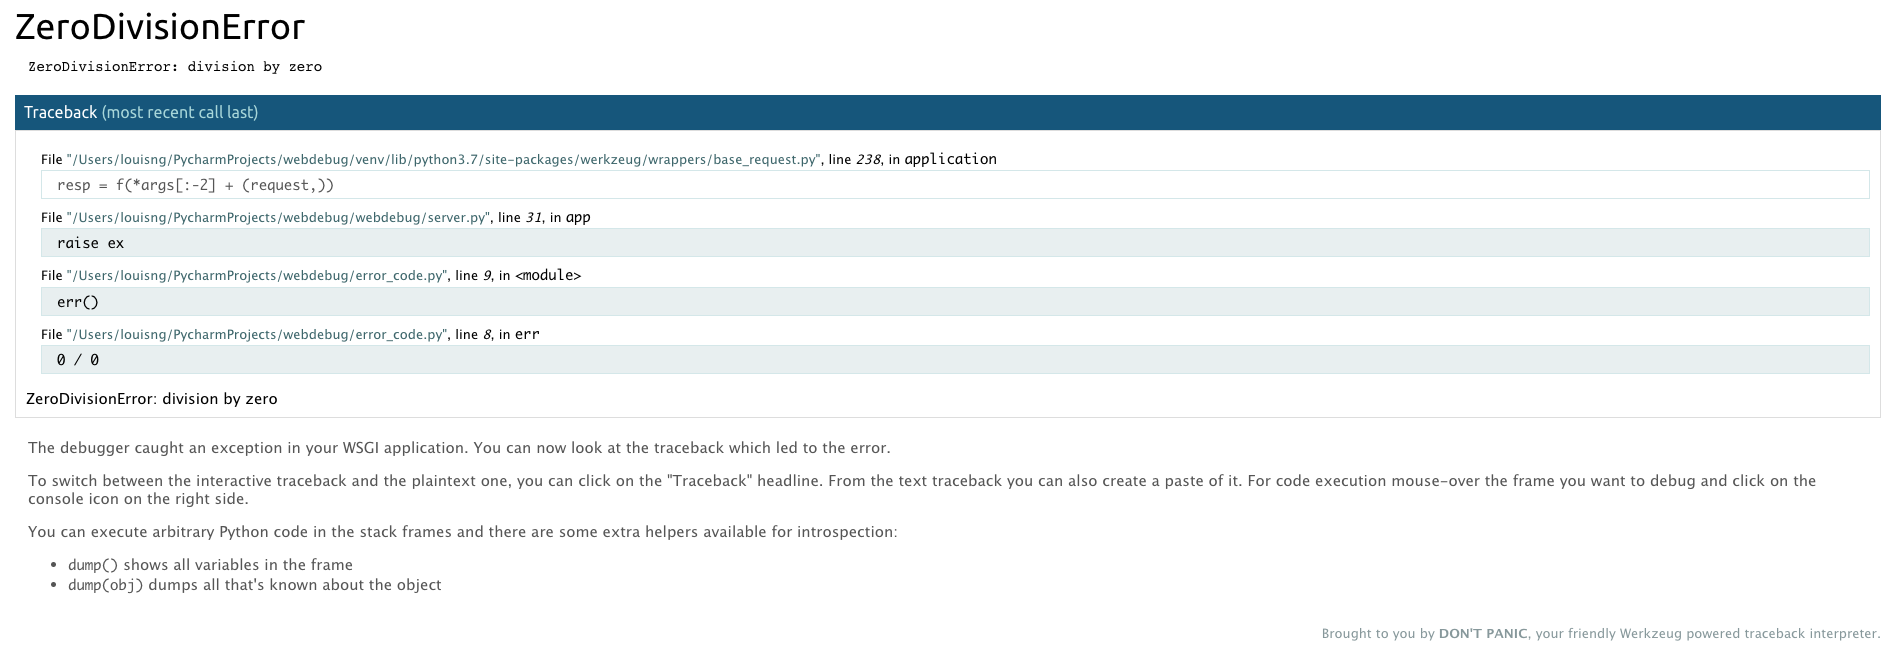 ZeroDivisionError
ZeroDivisionError: division by zero
Traceback (most recent call last)
File "/Users/louisng/PycharmProjects/webdebug/venv/lib/python3.7/site-packages/werkzeug/wrappers/base_request.py", line 238, in application
resp = f(*args[:-2] + (request,))
File "/Users/louisng/PycharmProjects/webdebug/webdebug/server.py", line 31, in app
raise ex
File "/Users/louisng/PycharmProjects/webdebug/error_code.py", line 9, in <module>
err()
File "/Users/louisng/PycharmProjects/webdebug/error_code.py", line 8, in err
0 / 0
ZeroDivisionError: division by zero
The debugger caught an exception in your WSGI application. You can now look at the traceback which led to the error.
To switch between the interactive traceback and the plaintext one, you can click on the "Traceback" headline. From the text traceback you can also create a paste of it. For code execution mouse-over the frame you want to debug and click on the
console icon on the right side.
You can execute arbitrary Python code in the stack frames and there are some extra helpers available for introspection:
• dump() shows all variables in the frame
• dump(obj) dumps all that's known about the object
Brought to you by DON'T PANIC, your friendly Werkzeug powered traceback interpreter.